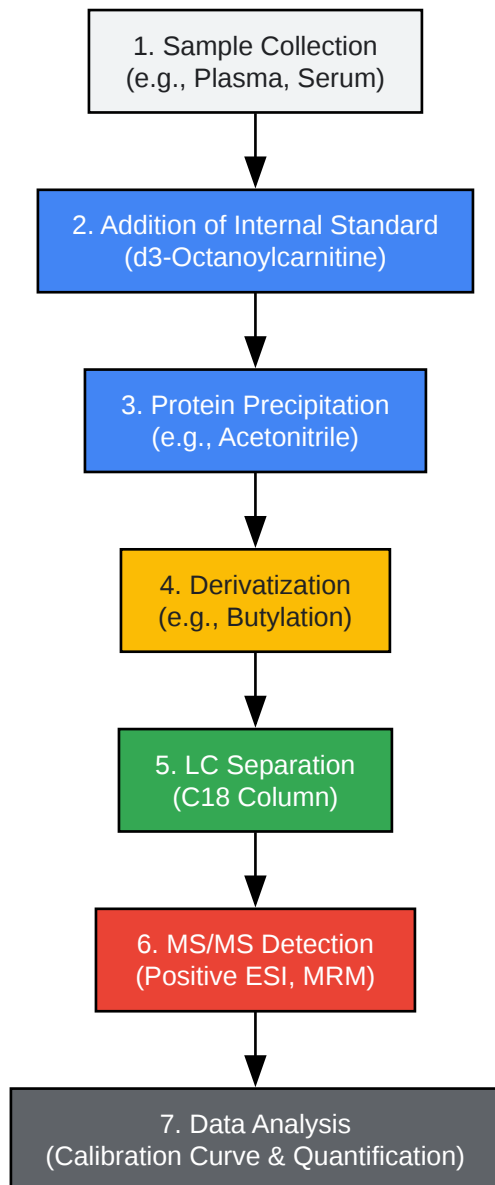 1. Sample Collection
(e.g., Plasma, Serum)
2. Addition of Internal Standard
(d3-Octanoylcarnitine)
3. Protein Precipitation
(e.g., Acetonitrile)
4. Derivatization
(e.g., Butylation)
5. LC Separation
(C18 Column)
6. MS/MS Detection
(Positive ESI, MRM)
7. Data Analysis
(Calibration Curve & Quantification)